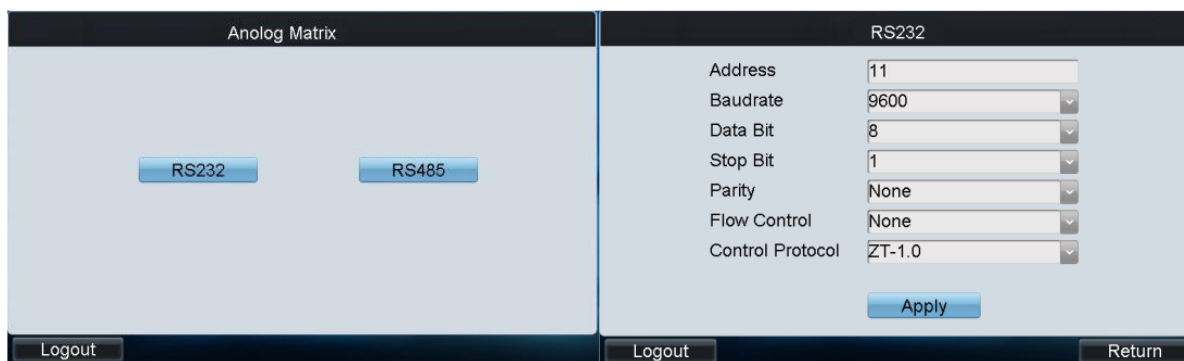 Anolog Matrix
RS232
RS485
Logout
RS232
Address 11
Baudrate 9600
Data Bit 8
Stop Bit 1
Parity None
Flow Control None
Control Protocol ZT-1.0
Apply
Logout
Return